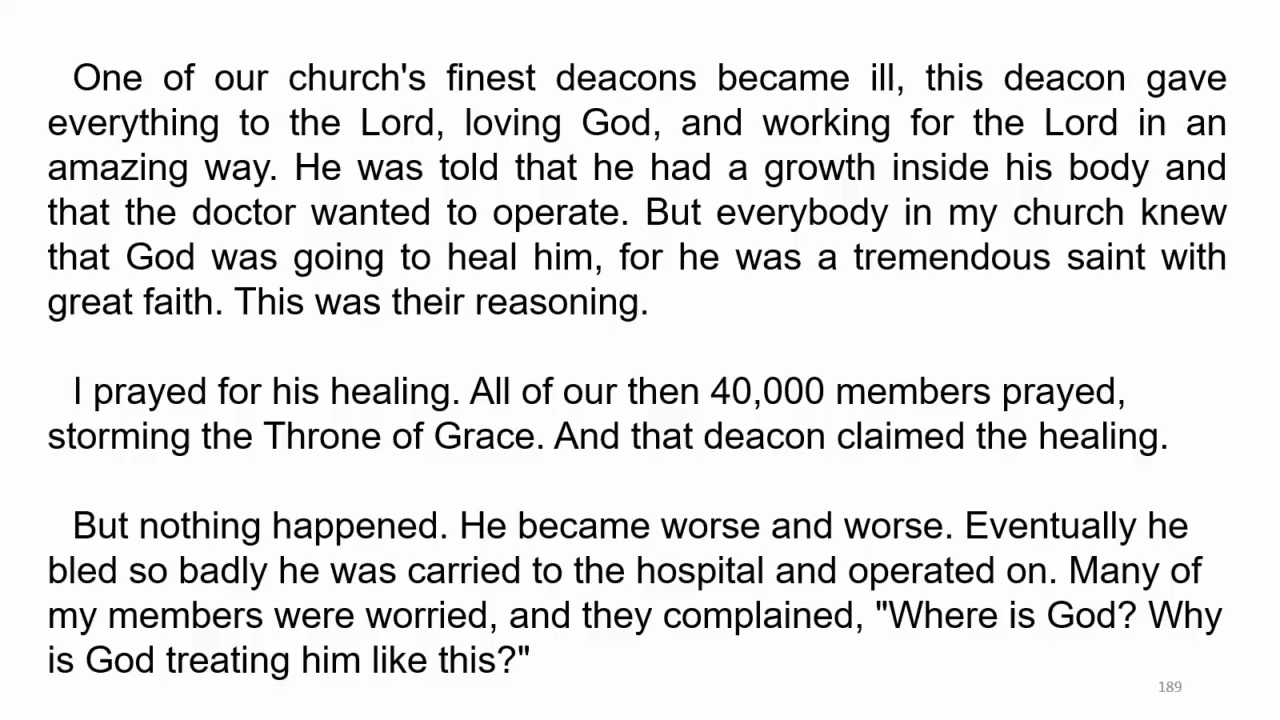 One of our church's finest deacons became ill, this deacon gave
everything to the Lord, loving God, and working for the Lord in an
amazing way. He was told that he had a growth inside his body and
that the doctor wanted to operate. But everybody in my church knew
that God was going to heal him, for he was a tremendous saint with
great faith. This was their reasoning.
I prayed for his healing. All of our then 40,000 members prayed,
storming the Throne of Grace. And that deacon claimed the healing.
But nothing happened. He became worse and worse. Eventually he
bled so badly he was carried to the hospital and operated on. Many of
my members were worried, and they complained, "Where is God? Why
is God treating him like this?"
189